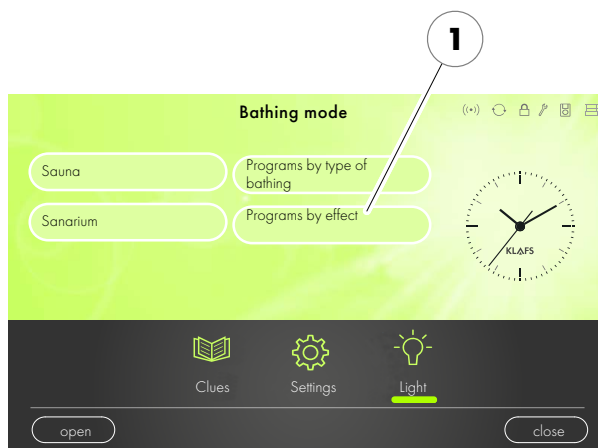 1
Bathing mode
Sauna
Programs by type of
bathing
Sanarium
Programs by effect
KLAFS
Clues
Settings
Light
open
close